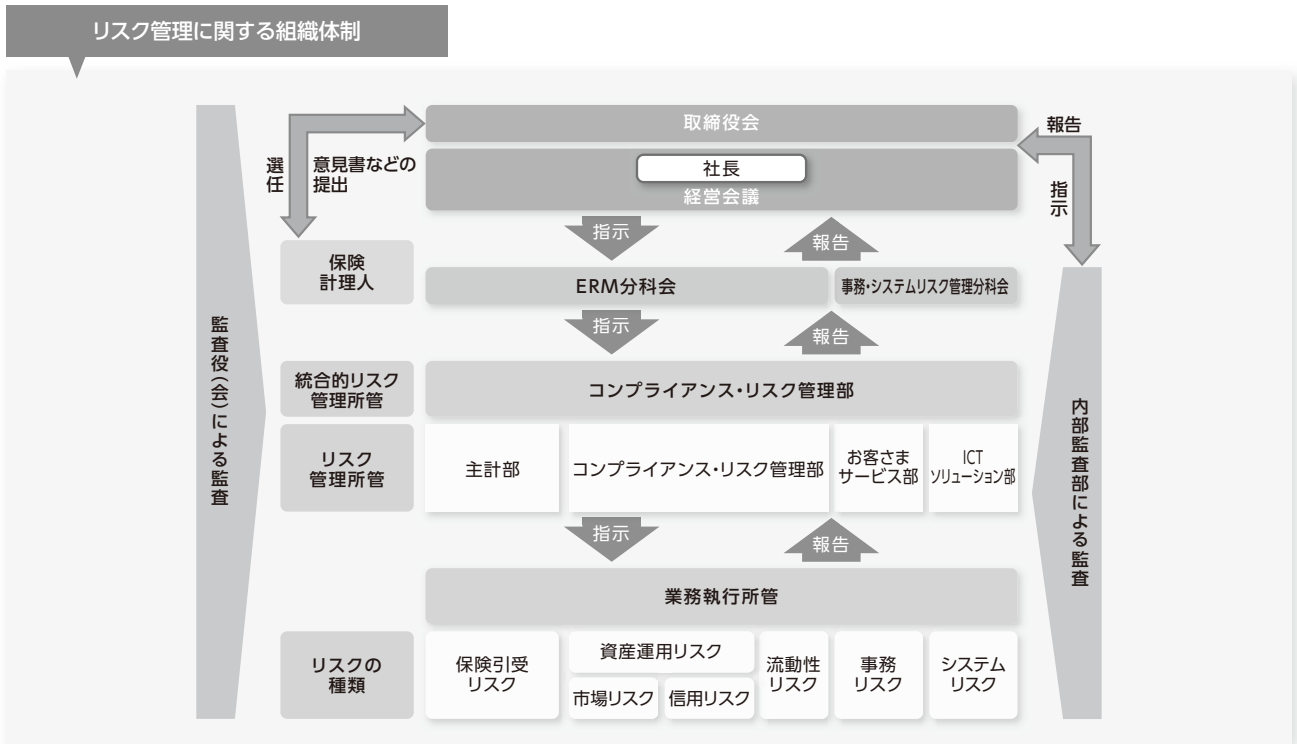 リスク管理に関する組織体制
取締役会
社長
経営会議
選任
意見書などの
提出
報告
指示
指示
報告
保険
計理人
ERM分科会
事務・システムリスク管理分科会
指示
報告
監査役(会)による監査
統合的リスク
管理所管
コンプライアンス・リスク管理部
内部監査部による監査
リスク
管理所管
主計部
コンプライアンス・リスク管理部
お客さま
サービス部
ICT
ソリューション部
指示
報告
業務執行所管
リスクの
種類
保険引受
リスク
資産運用リスク
市場リスク
信用リスク
流動性
リスク
事務
リスク
システム
リスク